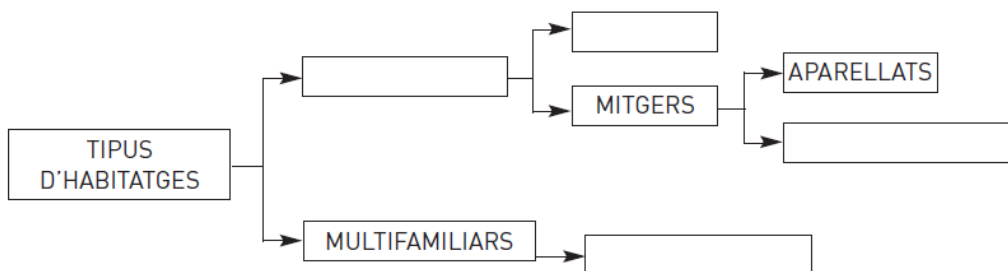 APARELLATS
MITGERS
TIPUS
D'HABITATGES
MULTIFAMILIARS